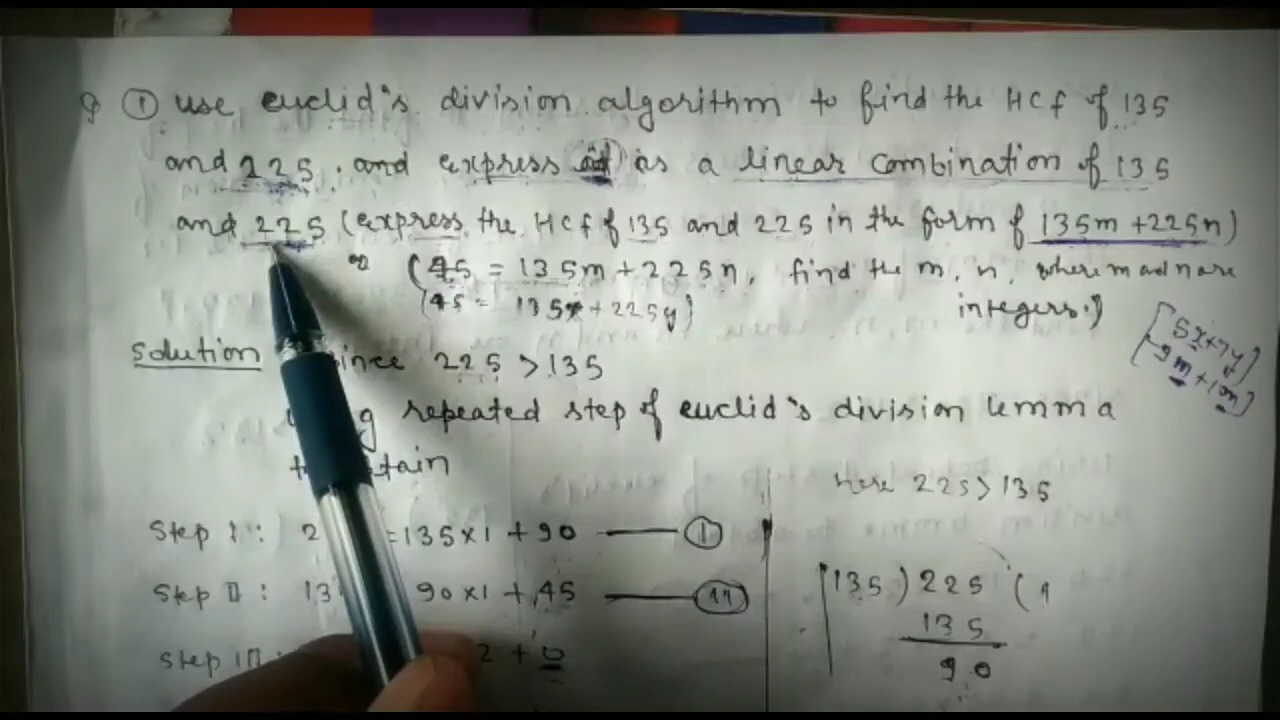 Q ① use euclid's division algorithm to find the HCf of 135
and 225. and express it as a linear combination of 135
and 225 (express the HCf of 135 and 225 in the form of 135m +225n)
(45 = 135m+225n, find the m, n, where m and n are
(45 = 135x+225y)
integers.)
[5x+7y]
9m+10n]
Solution since 225 > 135
repeated step of euclid's division lemma
Here 225 > 135
Step I: 2 =135×1 + 90 —— ①
Step II: 13 90×1 + 45 —— ⑪
135 ) 225 ( 1
135
Step III: 2 + 0
90